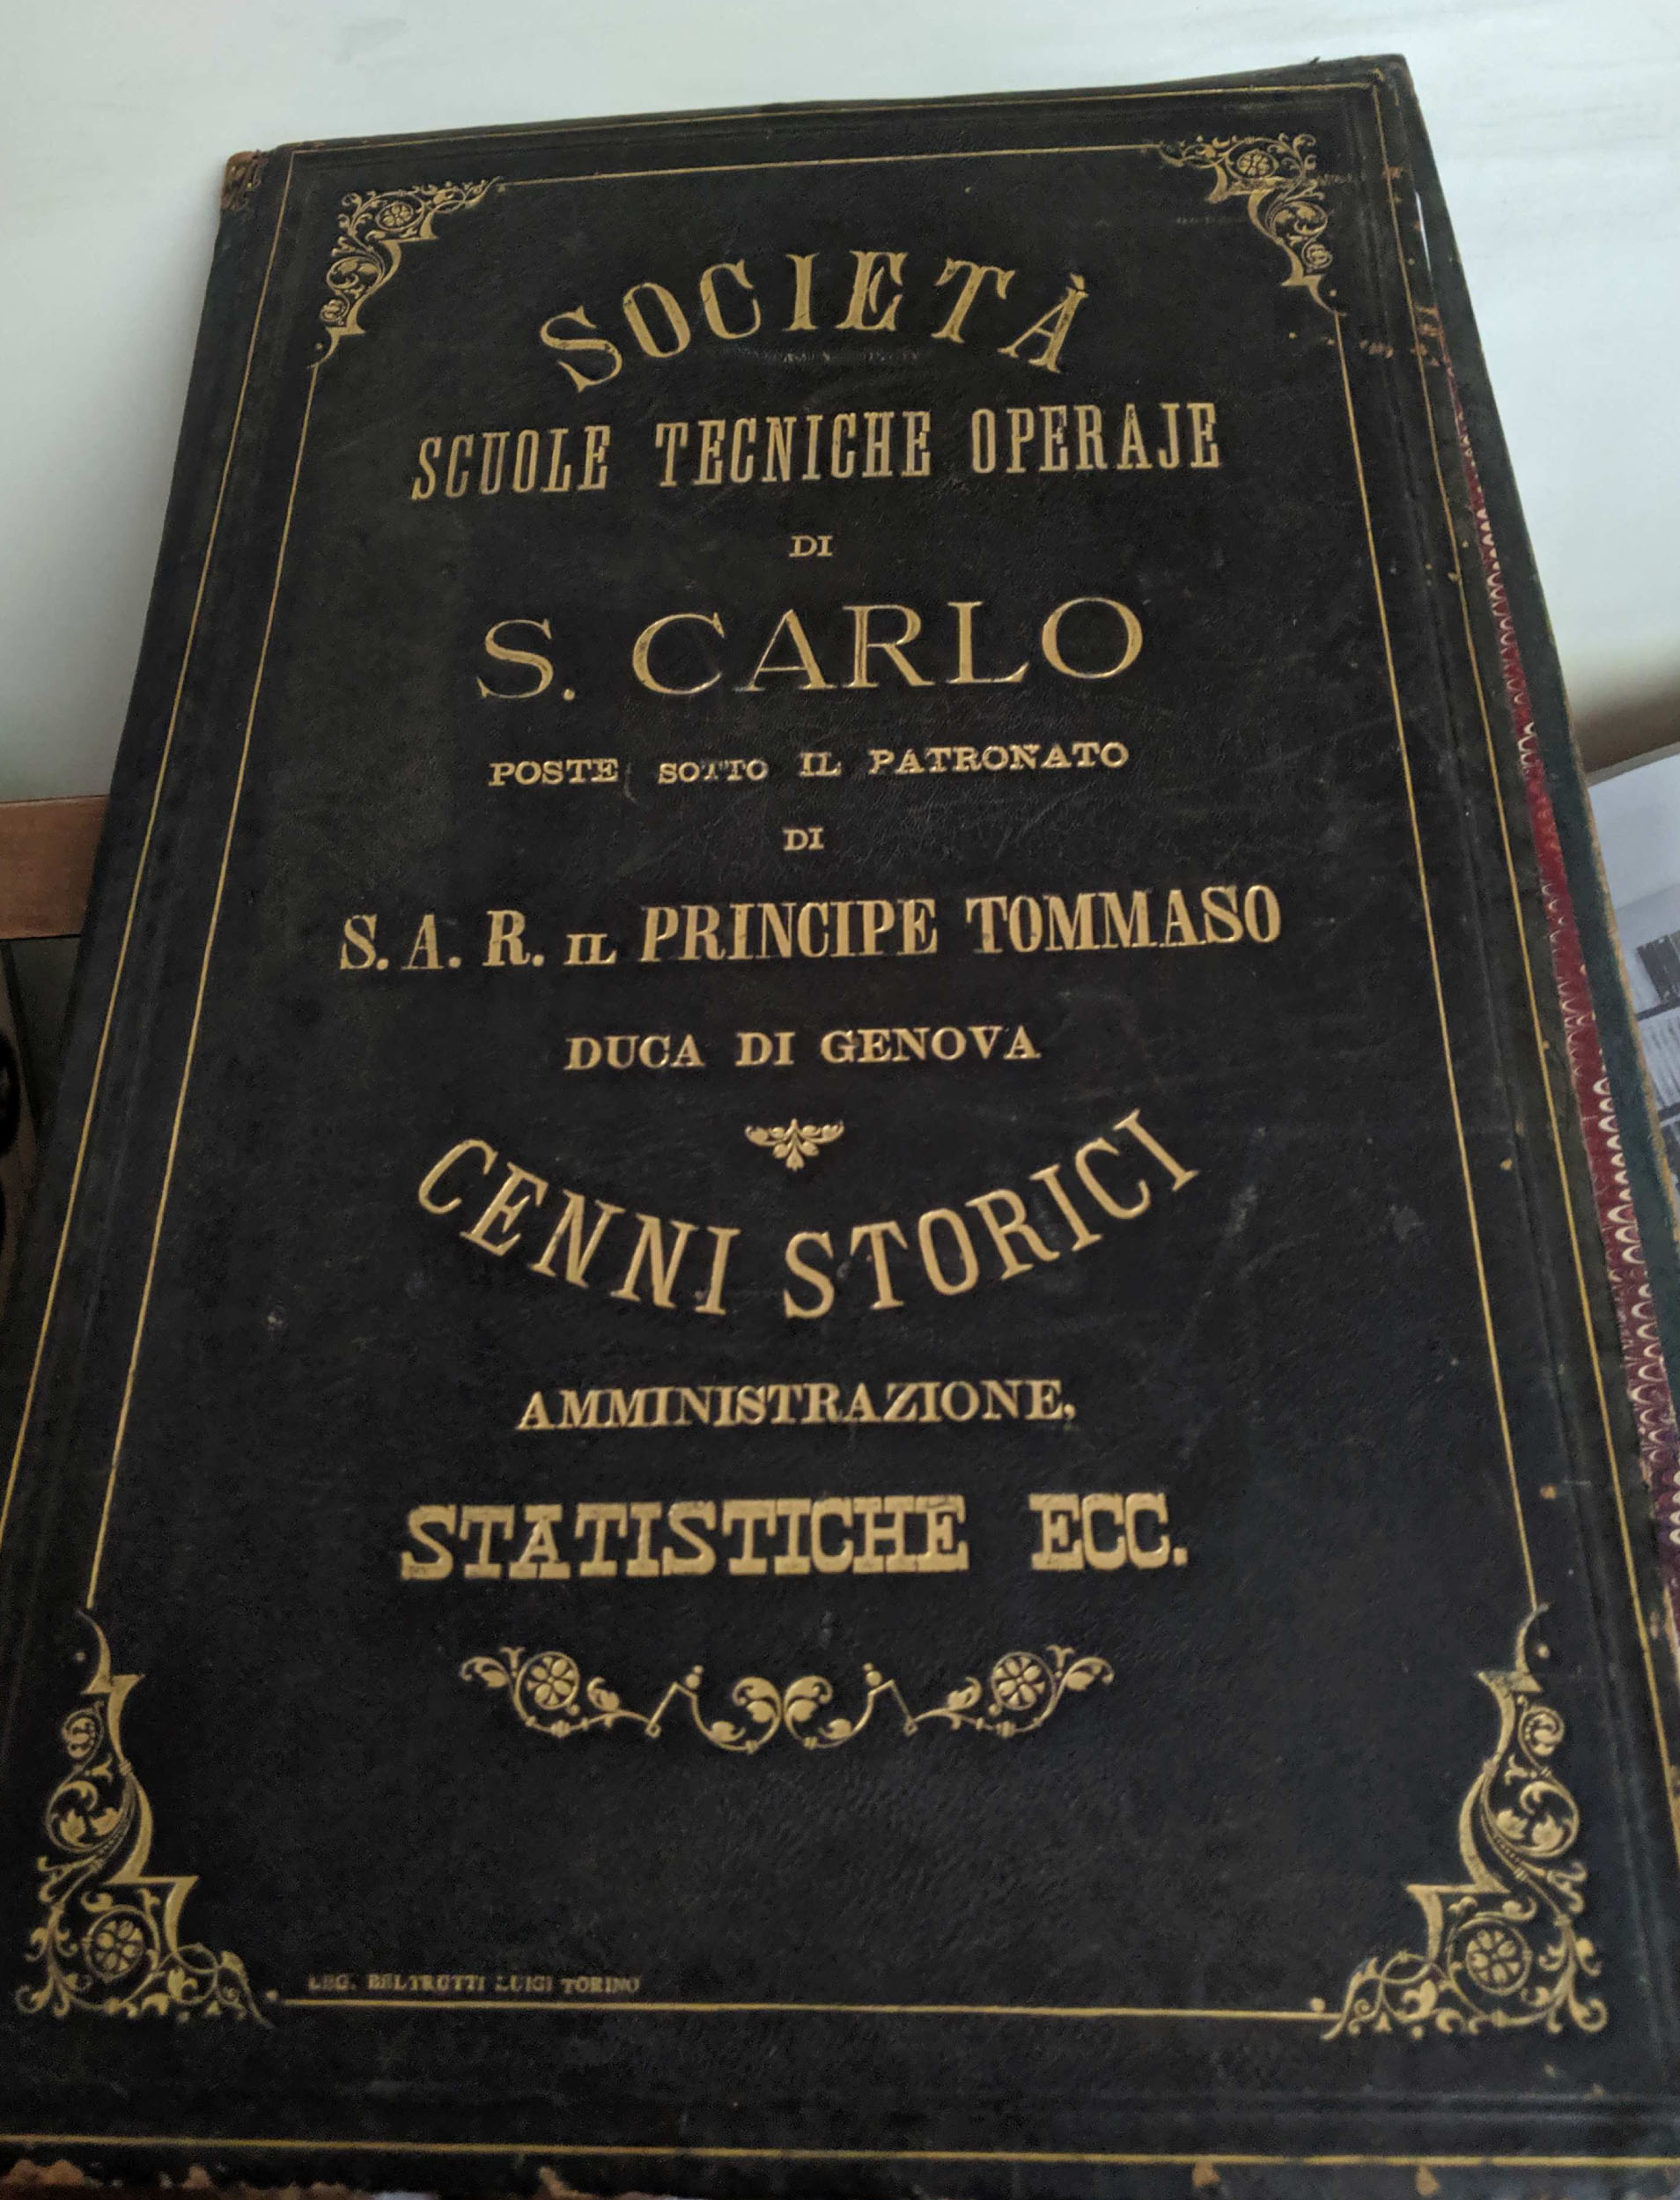 SOCIETÀ
SCUOLE TECNICHE OPERAJE
DI
S. CARLO
POSTE SOTTO IL PATRONATO
DI
S. A. R. IL PRINCIPE TOMMASO
DUCA DI GENOVA
CENNI STORICI
AMMINISTRAZIONE,
STATISTICHE ECC.
LEG. BELTRUTTI LUIGI TORINO